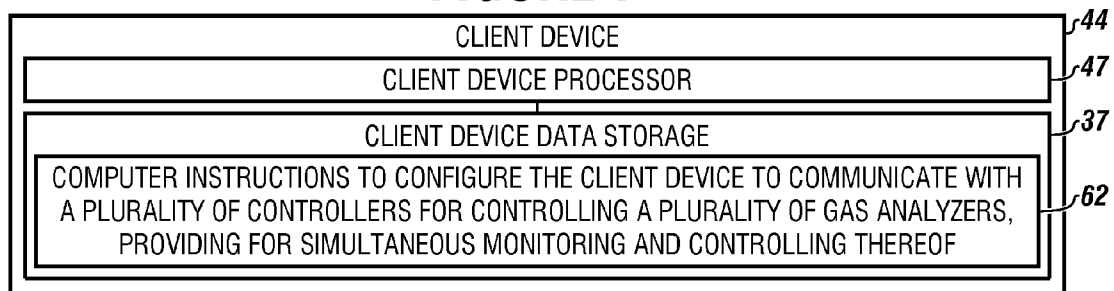 CLIENT DEVICE
44
CLIENT DEVICE PROCESSOR
47
CLIENT DEVICE DATA STORAGE
37
COMPUTER INSTRUCTIONS TO CONFIGURE THE CLIENT DEVICE TO COMMUNICATE WITH
A PLURALITY OF CONTROLLERS FOR CONTROLLING A PLURALITY OF GAS ANALYZERS,
PROVIDING FOR SIMULTANEOUS MONITORING AND CONTROLLING THEREOF
62